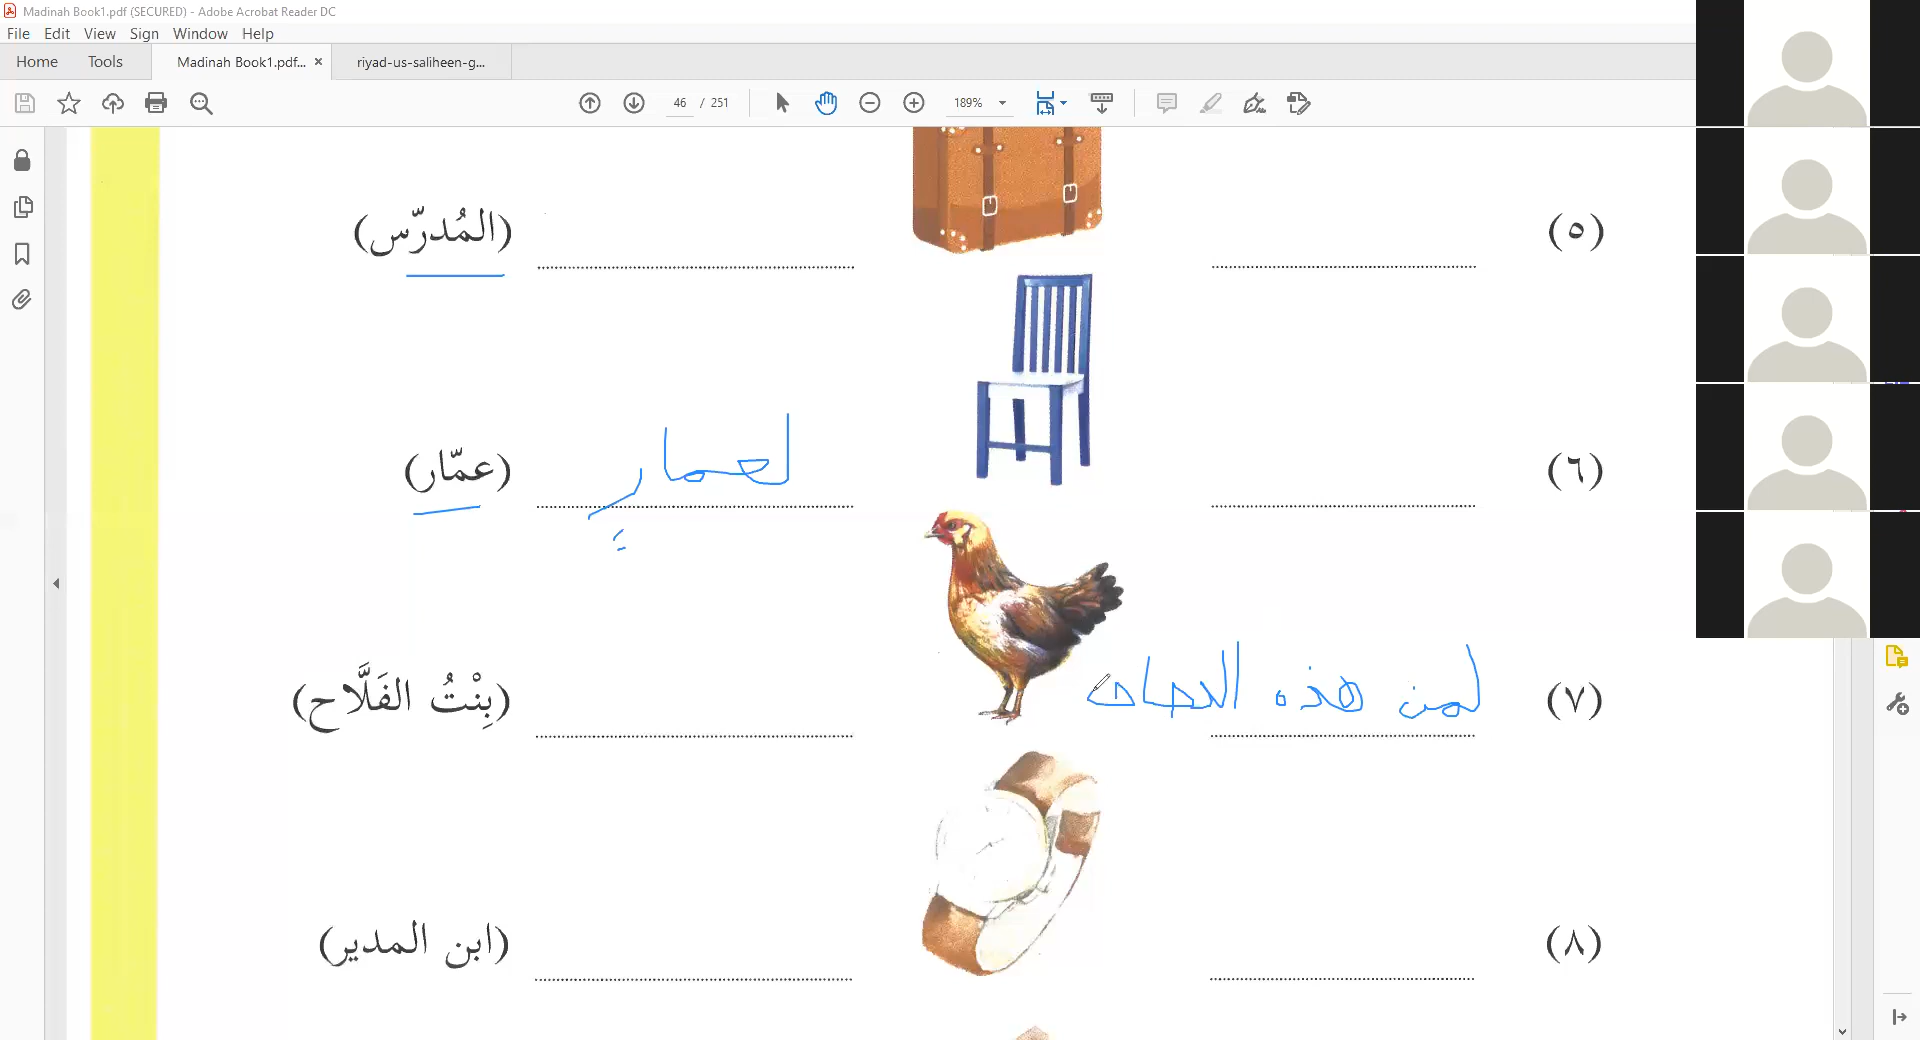 Madinah Book1.pdf (SECURED) - Adobe Acrobat Reader DC
File Edit View Sign Window Help
Home Tools Madinah Book1.pdf... × riyad-us-saliheen-g...
46 / 251 189%
(٥) (المُدرّس)
(٦) لعمارٍ (عمّار)
(٧) لمن هذه (بِنْتُ الفَلَّاح)
(٨) (ابن المدير)